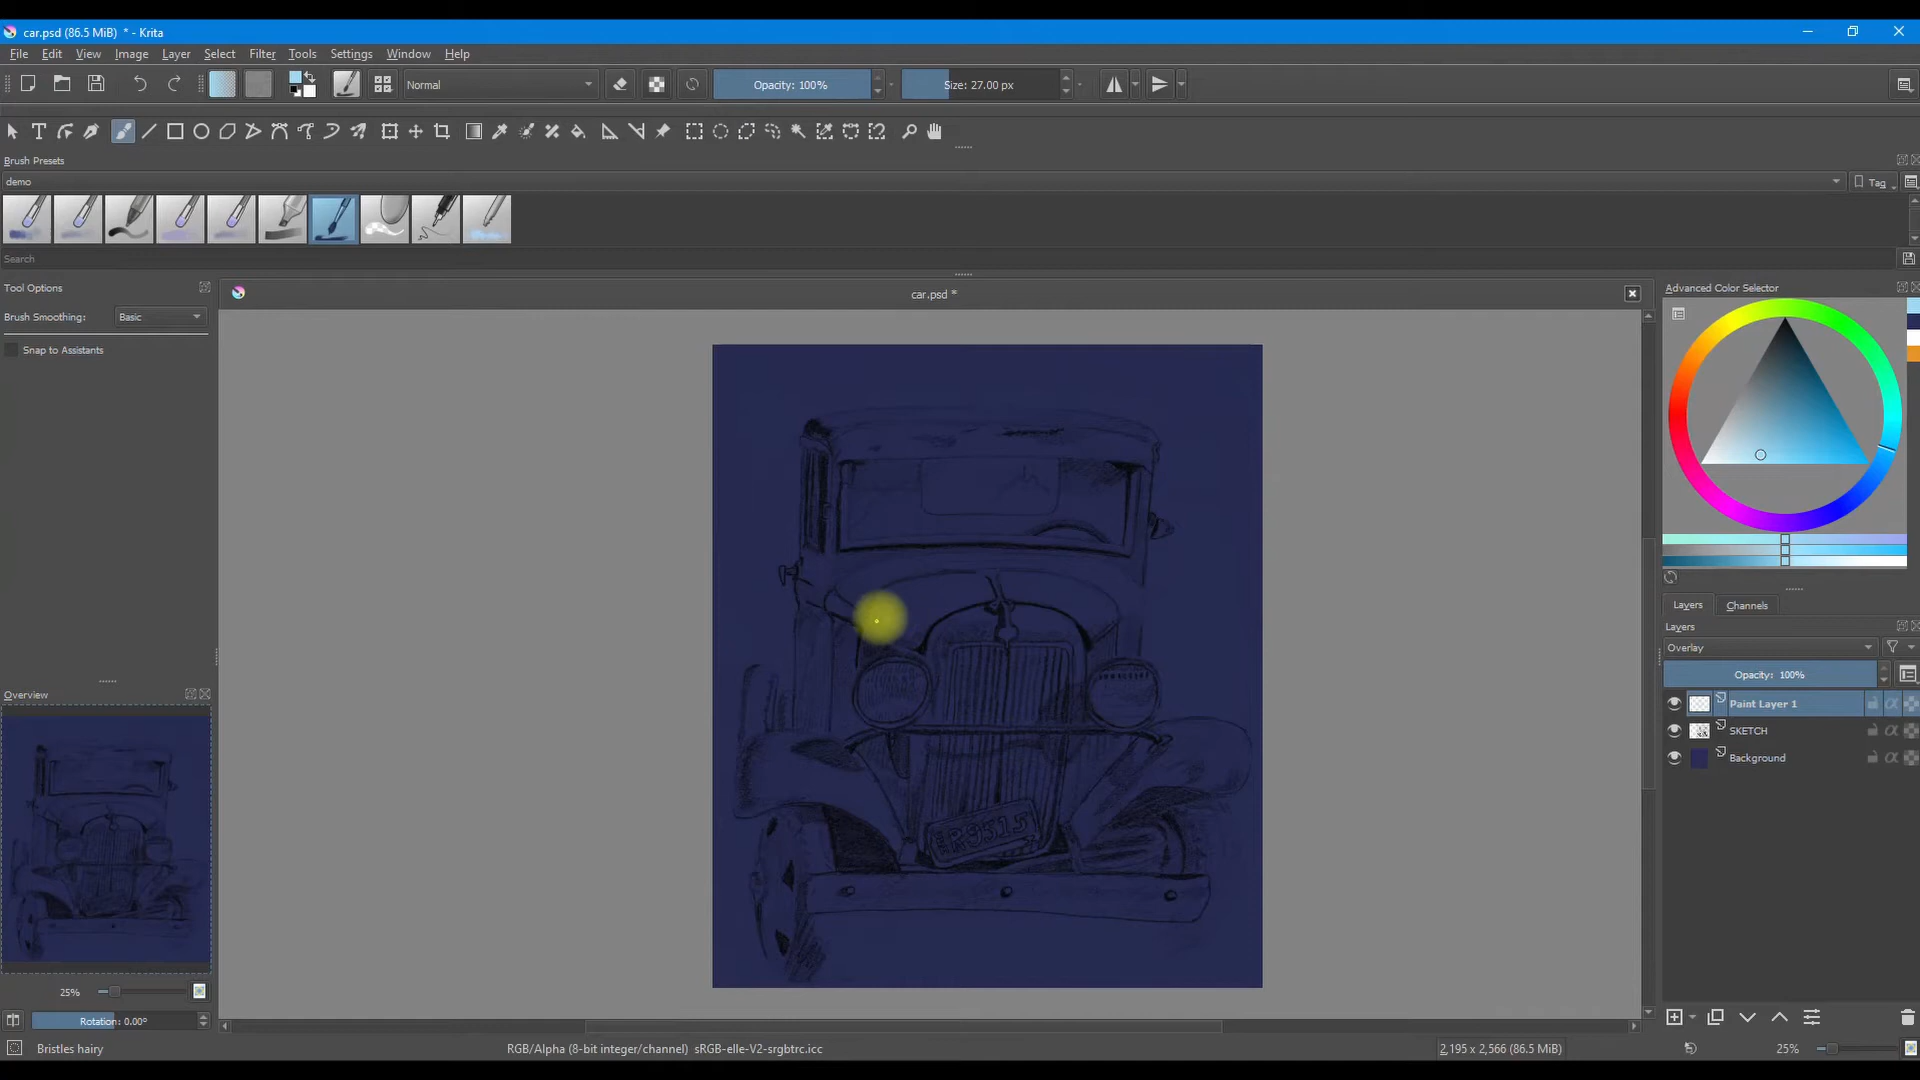 car.psd (86.5 MiB) * - Krita
File Edit View Image Layer Select Filter Tools Settings Window Help
Normal Opacity: 100% Size: 27.00 px
Brush Presets
demo Tag
Search
Tool Options
Brush Smoothing: Basic
Snap to Assistants
car.psd *
R9515
Overview
25%
Rotation: 0.00°
Advanced Color Selector
Layers Channels
Layers
Overlay
Opacity: 100%
Paint Layer 1
SKETCH
Background
Bristles hairy RGB/Alpha (8-bit integer/channel) sRGB-elle-V2-srgbtrc.icc 2,195 x 2,566 (86.5 MiB) 25%